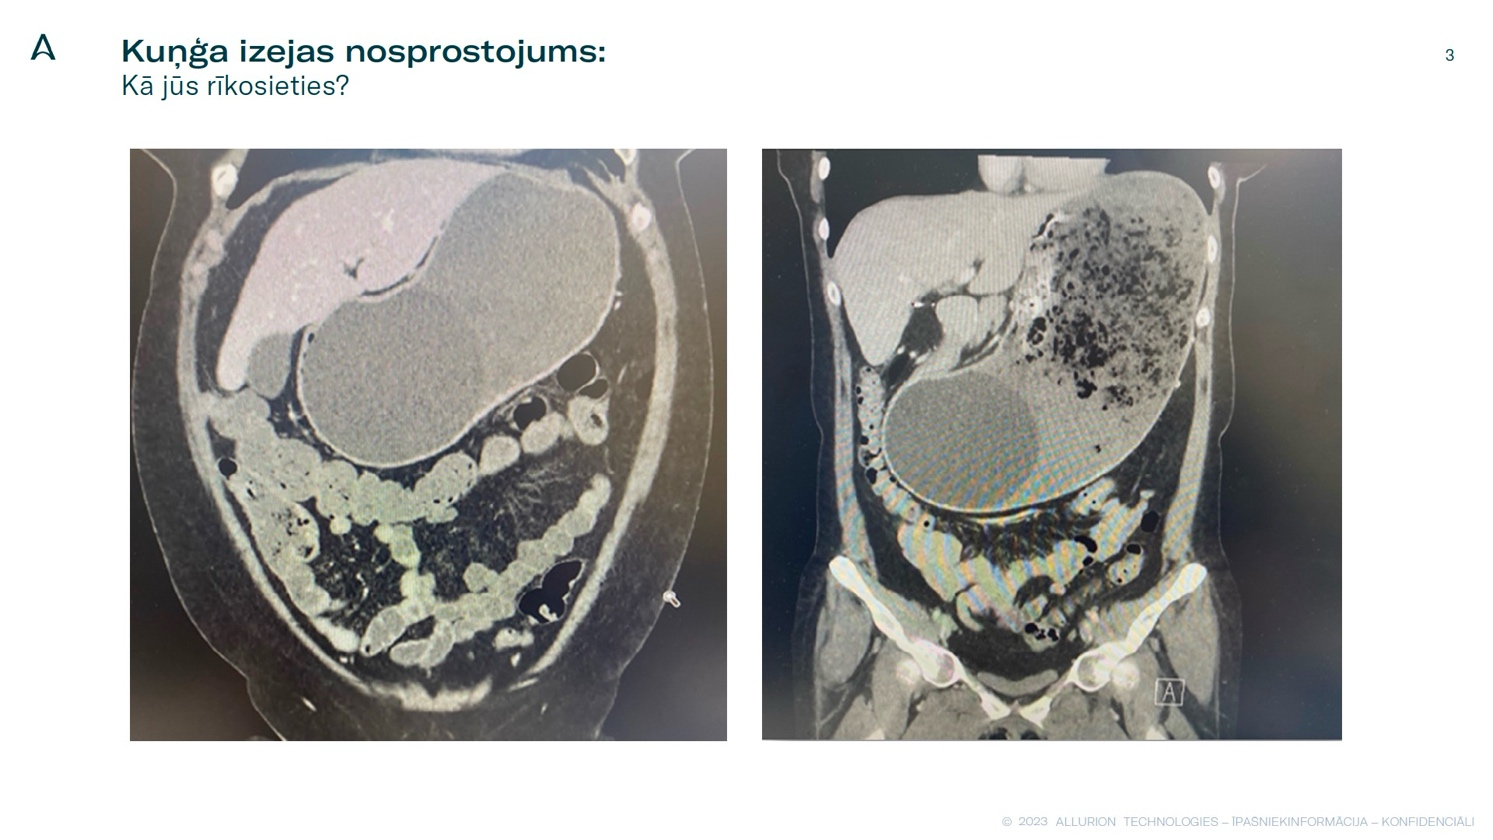 Kuņģa izejas nosprostojums:
Kā jūs rīkosieties?
3
A
© 2023 ALLURION TECHNOLOGIES – ĪPAŠNIEKINFORMĀCIJA – KONFIDENCIĀLI